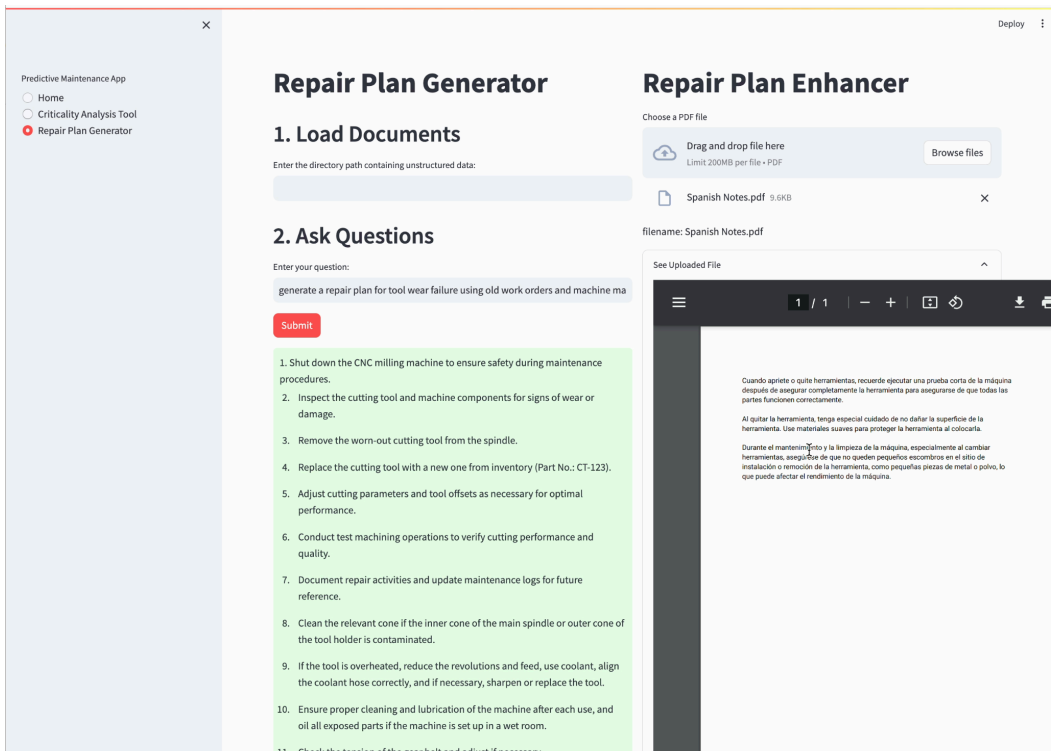 Deploy
Predictive Maintenance App
Home
Criticality Analysis Tool
Repair Plan Generator
Repair Plan Generator
1. Load Documents
Enter the directory path containing unstructured data:
2. Ask Questions
Enter your question:
generate a repair plan for tool wear failure using old work orders and machine ma
Submit
1. Shut down the CNC milling machine to ensure safety during maintenance
procedures.
2. Inspect the cutting tool and machine components for signs of wear or
damage.
3. Remove the worn-out cutting tool from the spindle.
4. Replace the cutting tool with a new one from inventory (Part No.: CT-123).
5. Adjust cutting parameters and tool offsets as necessary for optimal
performance.
6. Conduct test machining operations to verify cutting performance and
quality.
7. Document repair activities and update maintenance logs for future
reference.
8. Clean the relevant cone if the inner cone of the main spindle or outer cone of
the tool holder is contaminated.
9. If the tool is overheated, reduce the revolutions and feed, use coolant, align
the coolant hose correctly, and if necessary, sharpen or replace the tool.
10. Ensure proper cleaning and lubrication of the machine after each use, and
oil all exposed parts if the machine is set up in a wet room.
Repair Plan Enhancer
Choose a PDF file
Drag and drop file here
Limit 200MB per file • PDF
Browse files
Spanish Notes.pdf 9.6KB
filename: Spanish Notes.pdf
See Uploaded File
1 / 1
Cuando apriete o quite herramientas, recuerde ejecutar una prueba corta de la máquina
después de asegurar completamente la herramienta para asegurarse de que todas las
partes funcionen correctamente.
Al quitar la herramienta, tenga especial cuidado de no dañar la superficie de la
herramienta. Use materiales suaves para proteger la herramienta al colocarla.
Durante el mantenimiento y la limpieza de la máquina, especialmente al cambiar
herramientas, asegúrese de que no queden pequeños escombros en el sitio de
instalación o remoción de la herramienta, como pequeñas piezas de metal o polvo, lo
que puede afectar el rendimiento de la máquina.